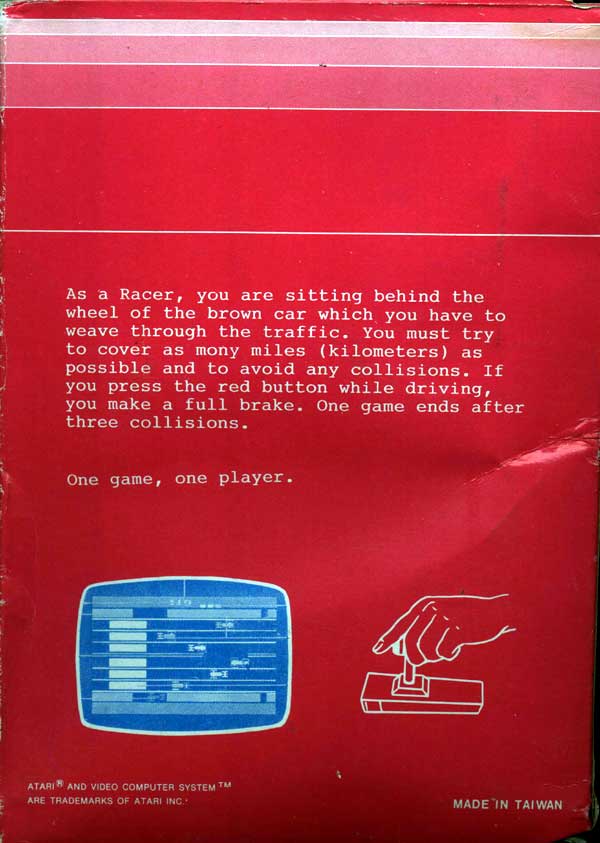 As a Racer, you are sitting behind the
wheel of the brown car which you have to
weave through the traffic. You must try
to cover as mony miles (kilometers) as
possible and to avoid any collisions. If
you press the red button while driving,
you make a full brake. One game ends after
three collisions.
One game, one player.
ATARI® AND VIDEO COMPUTER SYSTEM™
ARE TRADEMARKS OF ATARI INC.
MADE IN TAIWAN